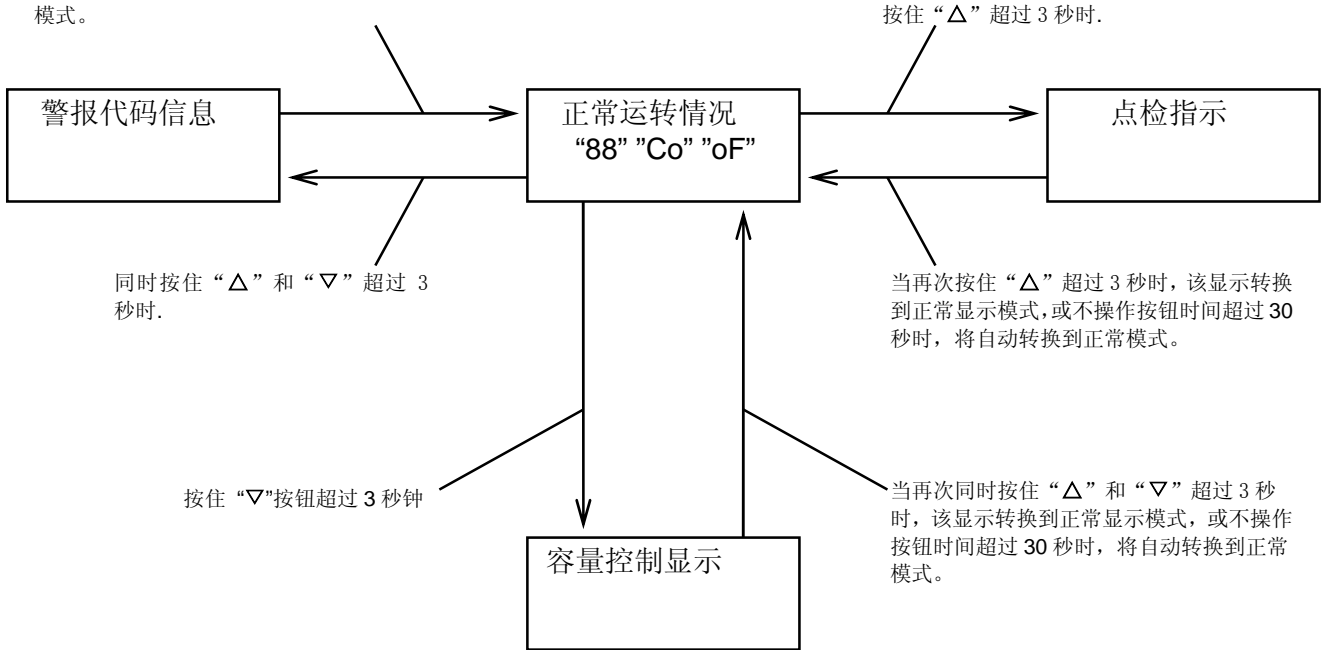 模式。
按住“△”超过 3 秒时.
警报代码信息
正常运转情况
“88” ”Co” ”oF”
点检指示
同时按住“△”和“▽”超过 3
秒时.
当再次按住“△”超过 3 秒时，该显示转换
到正常显示模式，或不操作按钮时间超过 30
秒时，将自动转换到正常模式。
按住 “▽”按钮超过 3 秒钟
当再次同时按住“△”和“▽”超过 3 秒
时，该显示转换到正常显示模式，或不操作
按钮时间超过 30 秒时，将自动转换到正常
模式。
容量控制显示